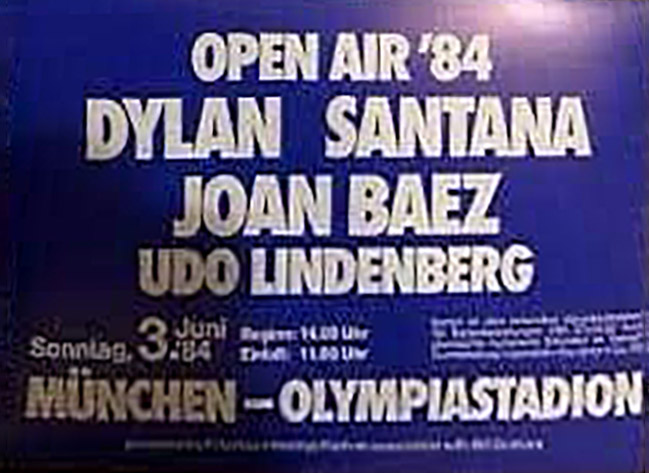 OPEN AIR '84
DYLAN SANTANA
JOAN BAEZ
UDO LINDENBERG
Sonntag, 3. Juni '84
Beginn: 14.00 Uhr
Einlaß: 11.00 Uhr
MÜNCHEN – OLYMPIASTADION